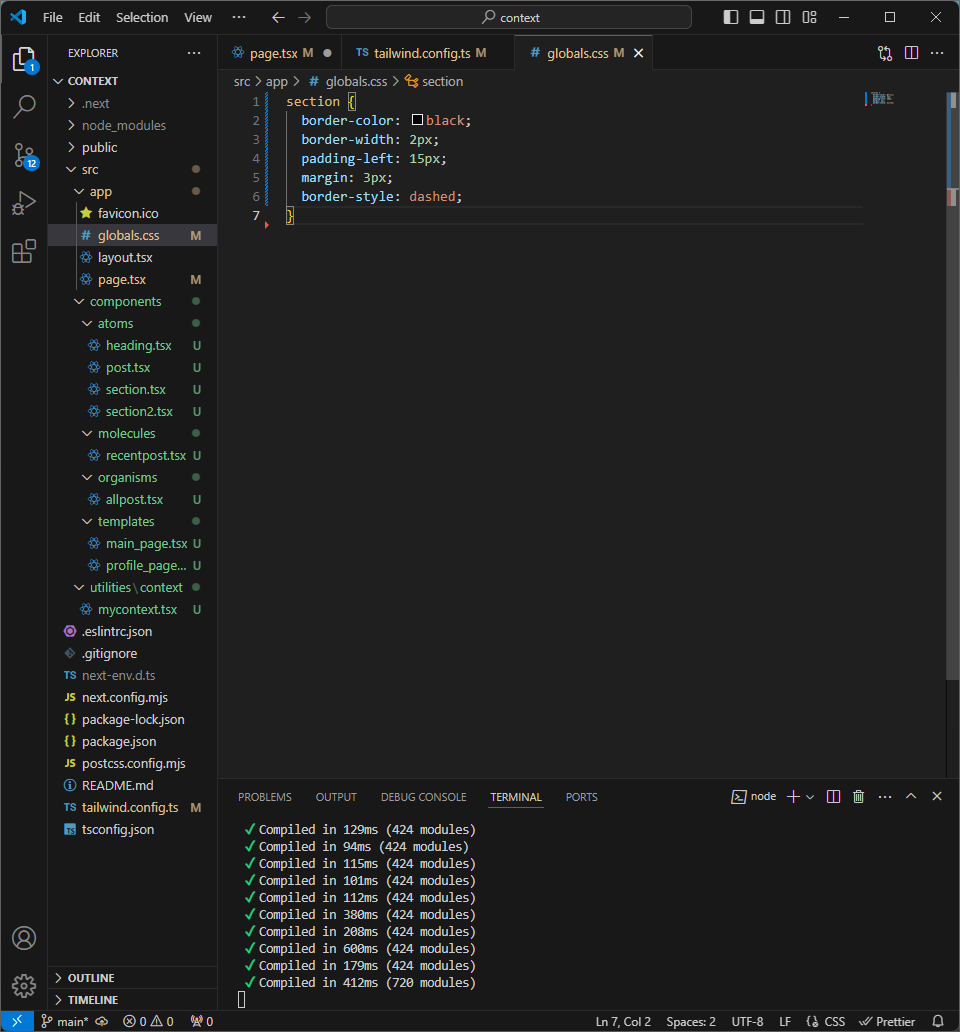 File Edit Selection View ··· context
EXPLORER ···
1
12
CONTEXT
.next
node_modules
public
src
app
favicon.ico
# globals.css M
layout.tsx
page.tsx M
components
atoms
heading.tsx U
post.tsx U
section.tsx U
section2.tsx U
molecules
recentpost.tsx U
organisms
allpost.tsx U
templates
main_page.tsx U
profile_page... U
utilities\context
mycontext.tsx U
.eslintrc.json
.gitignore
TS next-env.d.ts
JS next.config.mjs
{} package-lock.json
{} package.json
JS postcss.config.mjs
README.md
TS tailwind.config.ts M
TS tsconfig.json
OUTLINE
TIMELINE
page.tsx M TS tailwind.config.ts M # globals.css M
src > app > # globals.css > section
1 section {
2 border-color: black;
3 border-width: 2px;
4 padding-left: 15px;
5 margin: 3px;
6 border-style: dashed;
7 }
PROBLEMS OUTPUT DEBUG CONSOLE TERMINAL PORTS node
✓ Compiled in 129ms (424 modules)
✓ Compiled in 94ms (424 modules)
✓ Compiled in 115ms (424 modules)
✓ Compiled in 101ms (424 modules)
✓ Compiled in 112ms (424 modules)
✓ Compiled in 380ms (424 modules)
✓ Compiled in 208ms (424 modules)
✓ Compiled in 600ms (424 modules)
✓ Compiled in 179ms (424 modules)
✓ Compiled in 412ms (720 modules)
main* 0 0 0 Ln 7, Col 2 Spaces: 2 UTF-8 LF {} CSS Prettier